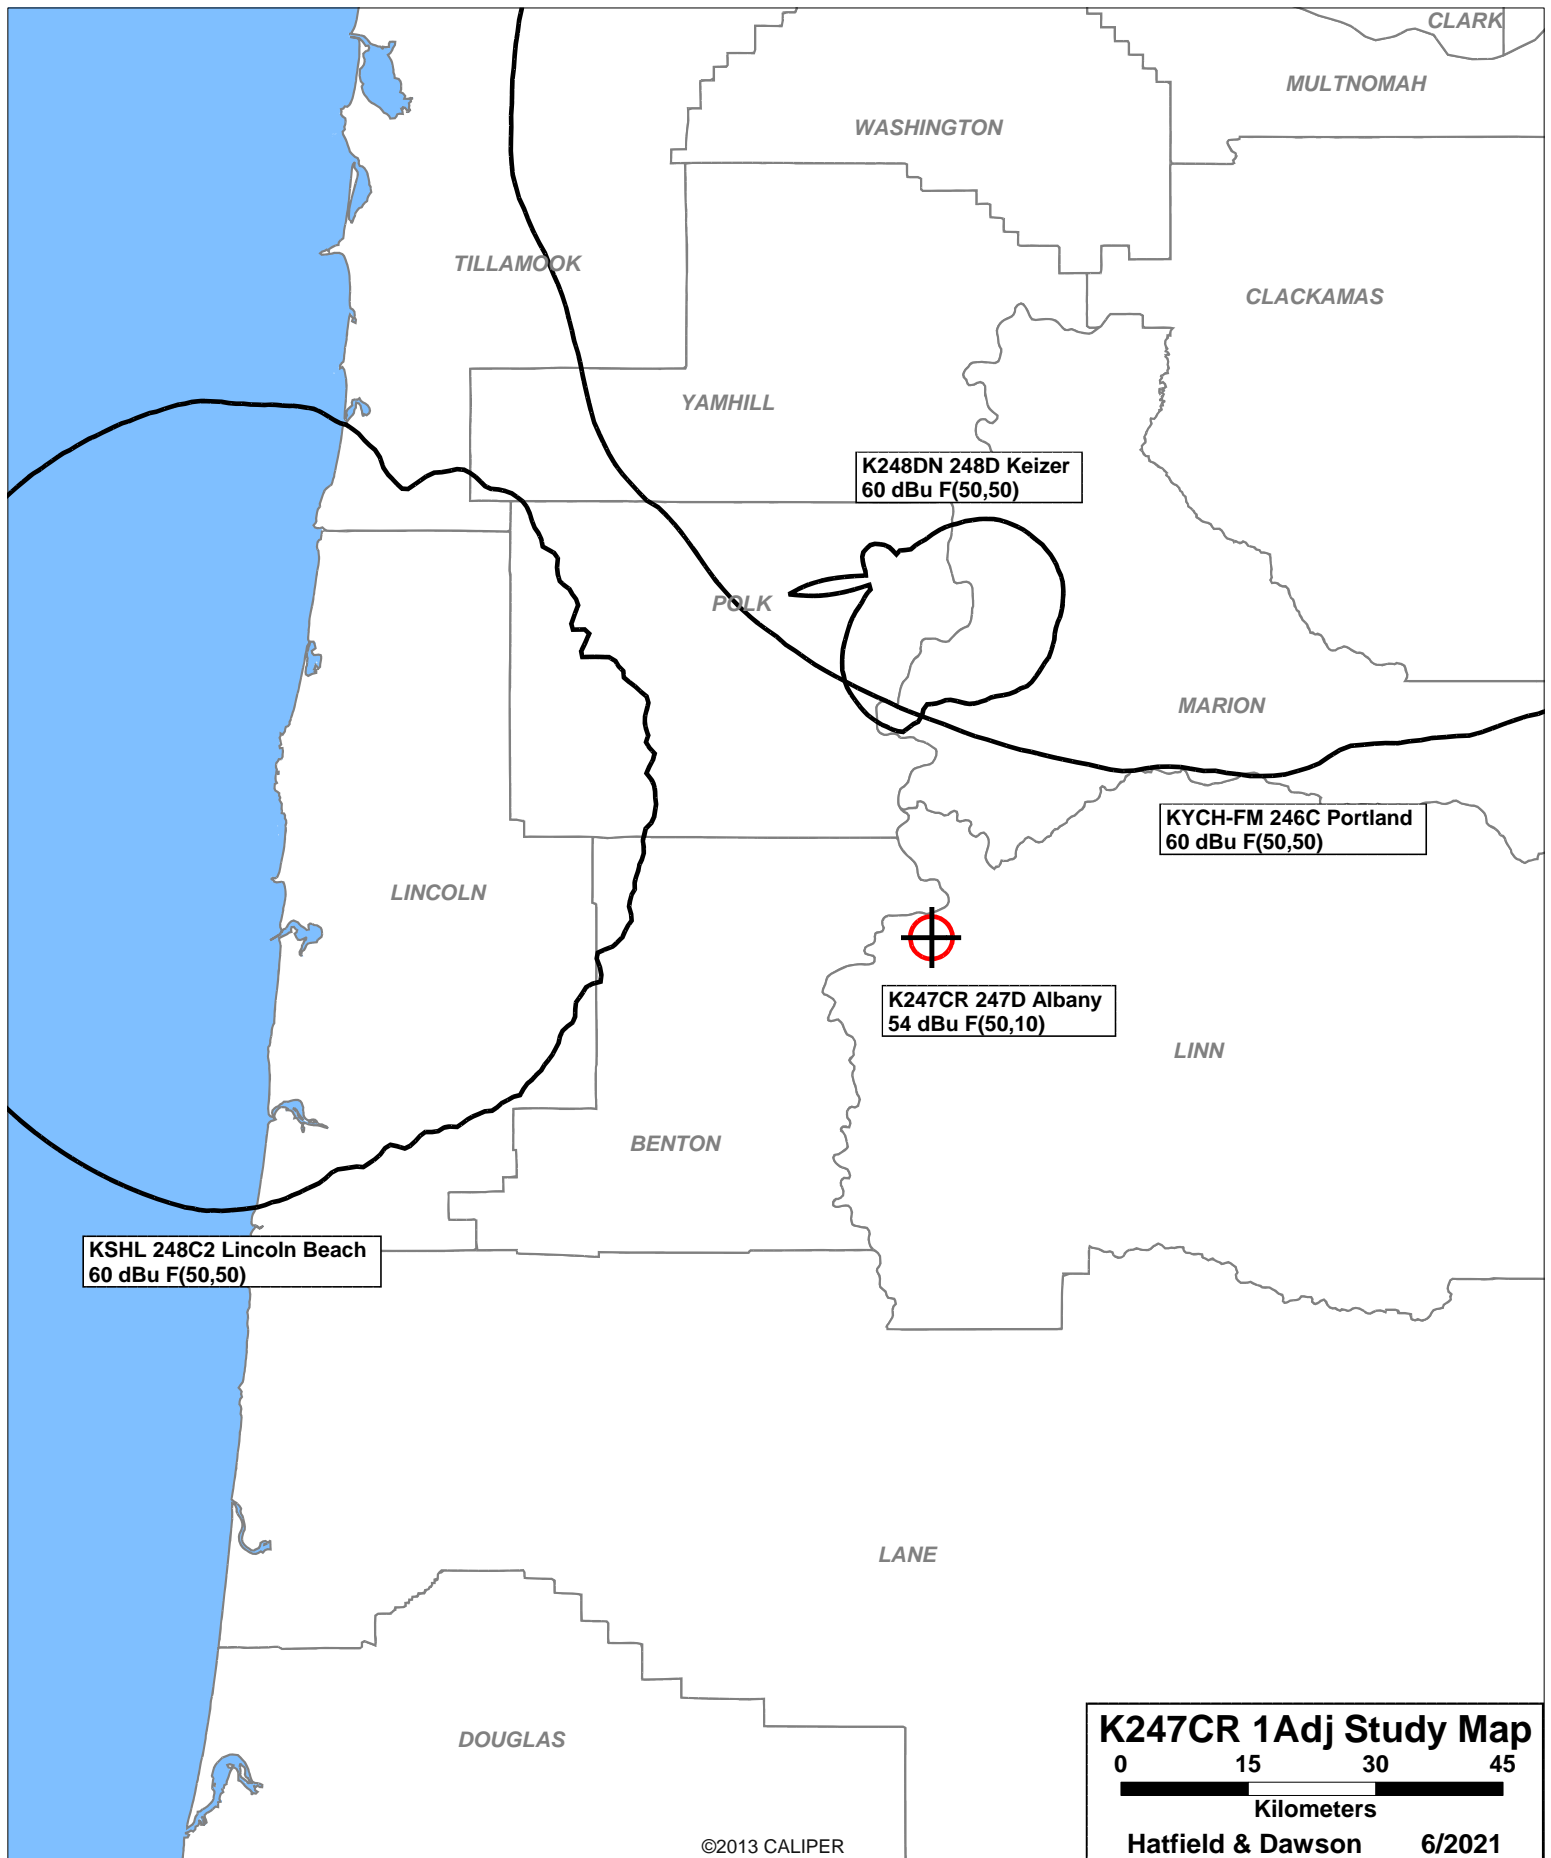 CLARK
MULTNOMAH
WASHINGTON
TILLAMOOK
CLACKAMAS
YAMHILL
K248DN 248D Keizer
60 dBu F(50,50)
POLK
MARION
KYCH-FM 246C Portland
60 dBu F(50,50)
LINCOLN
K247CR 247D Albany
54 dBu F(50,10)
LINN
BENTON
KSHL 248C2 Lincoln Beach
60 dBu F(50,50)
LANE
DOUGLAS
K247CR 1Adj Study Map
0 15 30 45
Kilometers
Hatfield & Dawson 6/2021
©2013 CALIPER